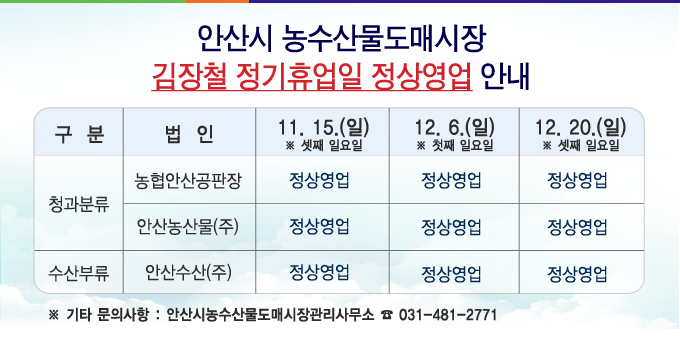 안산시 농수산물도매시장
김장철 정기휴업일 정상영업 안내
구 분 법 인 11. 15.(일) 12. 6.(일) 12. 20.(일)
※ 셋째 일요일 ※ 첫째 일요일 ※ 셋째 일요일
청과분류 농협안산공판장 정상영업 정상영업 정상영업
안산농산물(주) 정상영업 정상영업 정상영업
수산부류 안산수산(주) 정상영업 정상영업 정상영업
※ 기타 문의사항 : 안산시농수산물도매시장관리사무소 ☎ 031-481-2771